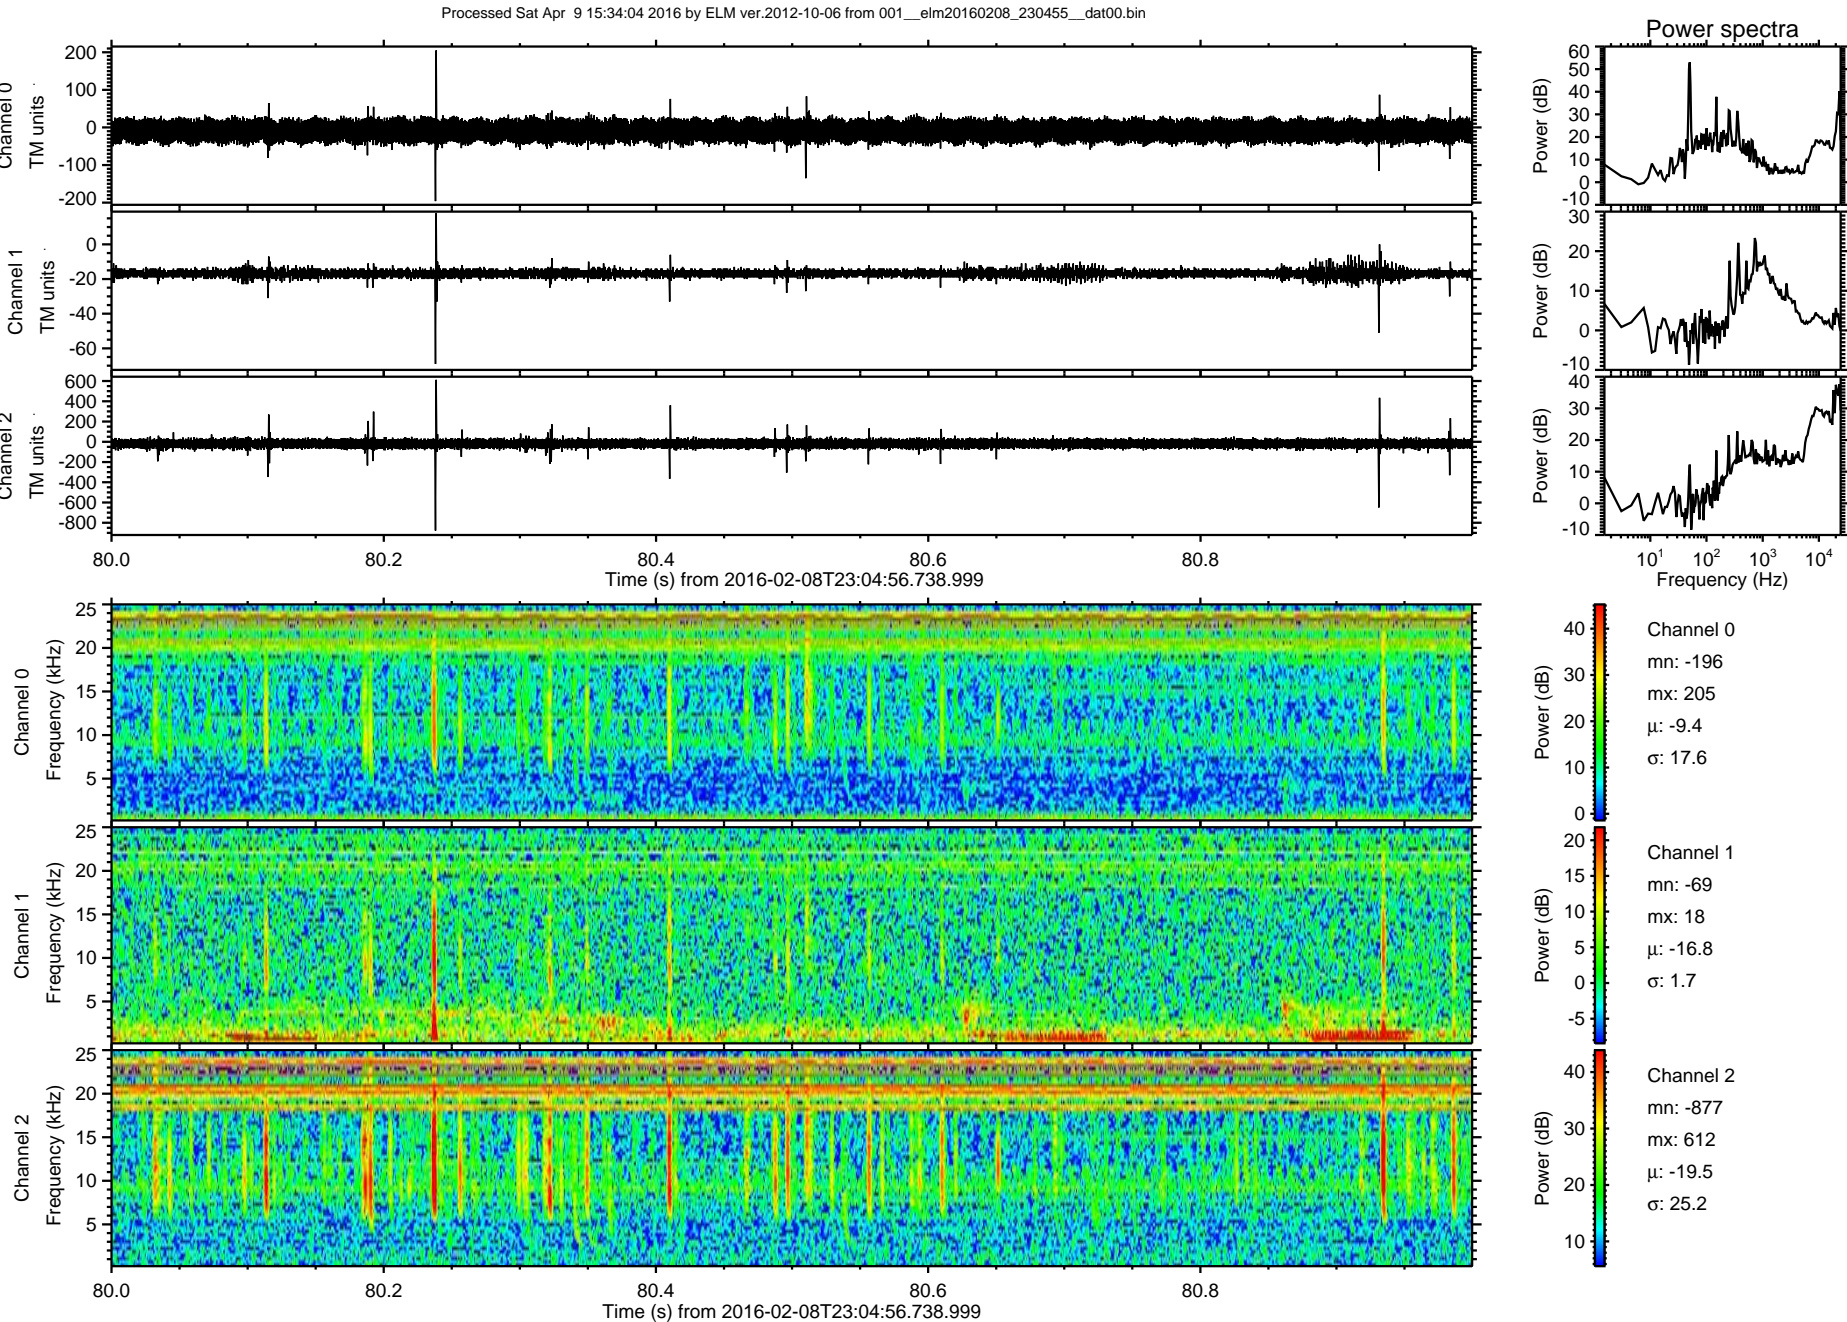 Processed Sat Apr 9 15:34:04 2016 by ELM ver.2012-10-06 from 001__elm20160208_230455__dat00.bin
Power spectra
Channel 0
TM units
200
100
0
-100
-200
Power (dB)
60
50
40
30
20
10
0
-10
Channel 1
TM units
0
-20
-40
-60
Power (dB)
30
20
10
0
-10
Channel 2
TM units
600
400
200
0
-200
-400
-600
-800
Power (dB)
40
30
20
10
0
-10
80.0 80.2 80.4 80.6 80.8
Time (s) from 2016-02-08T23:04:56.738.999
10^1 10^2 10^3 10^4
Frequency (Hz)
Channel 0
Frequency (kHz)
25
20
15
10
5
Power (dB)
40
30
20
10
0
Channel 0
mn: -196
mx: 205
μ: -9.4
σ: 17.6
Channel 1
Frequency (kHz)
25
20
15
10
5
Power (dB)
20
15
10
5
0
-5
Channel 1
mn: -69
mx: 18
μ: -16.8
σ: 1.7
Channel 2
Frequency (kHz)
25
20
15
10
5
Power (dB)
40
30
20
10
Channel 2
mn: -877
mx: 612
μ: -19.5
σ: 25.2
80.0 80.2 80.4 80.6 80.8
Time (s) from 2016-02-08T23:04:56.738.999